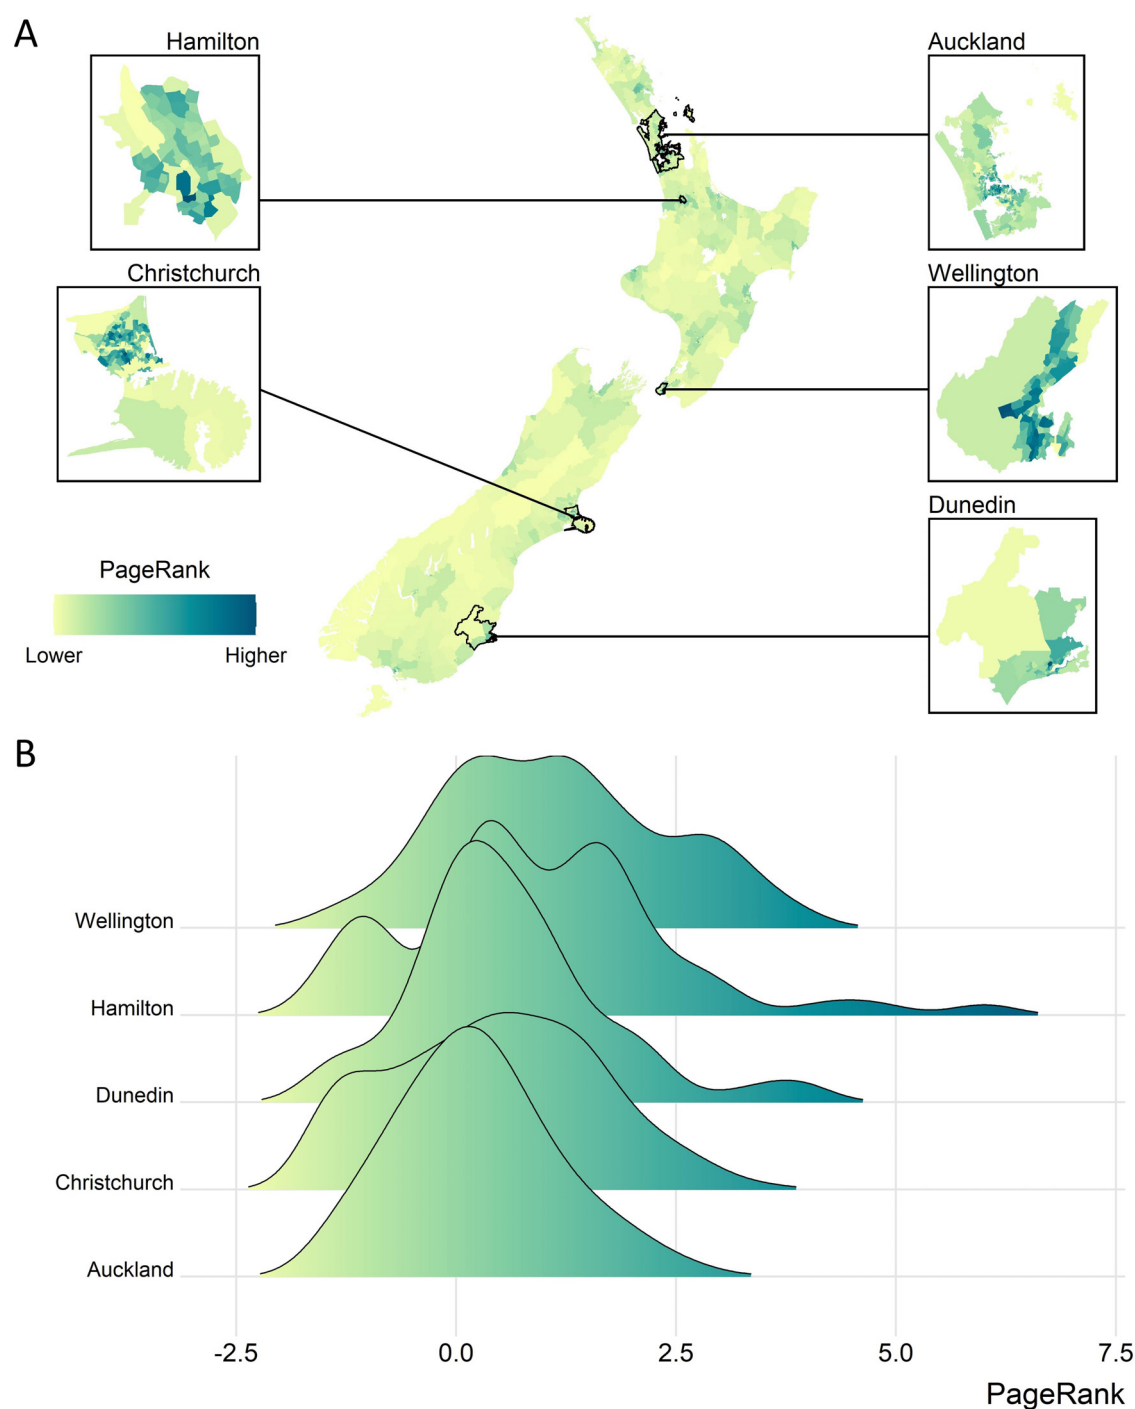 A
Hamilton
Auckland
Christchurch
Wellington
Dunedin
PageRank
Lower Higher
B
Wellington
Hamilton
Dunedin
Christchurch
Auckland
-2.5 0.0 2.5 5.0 7.5
PageRank